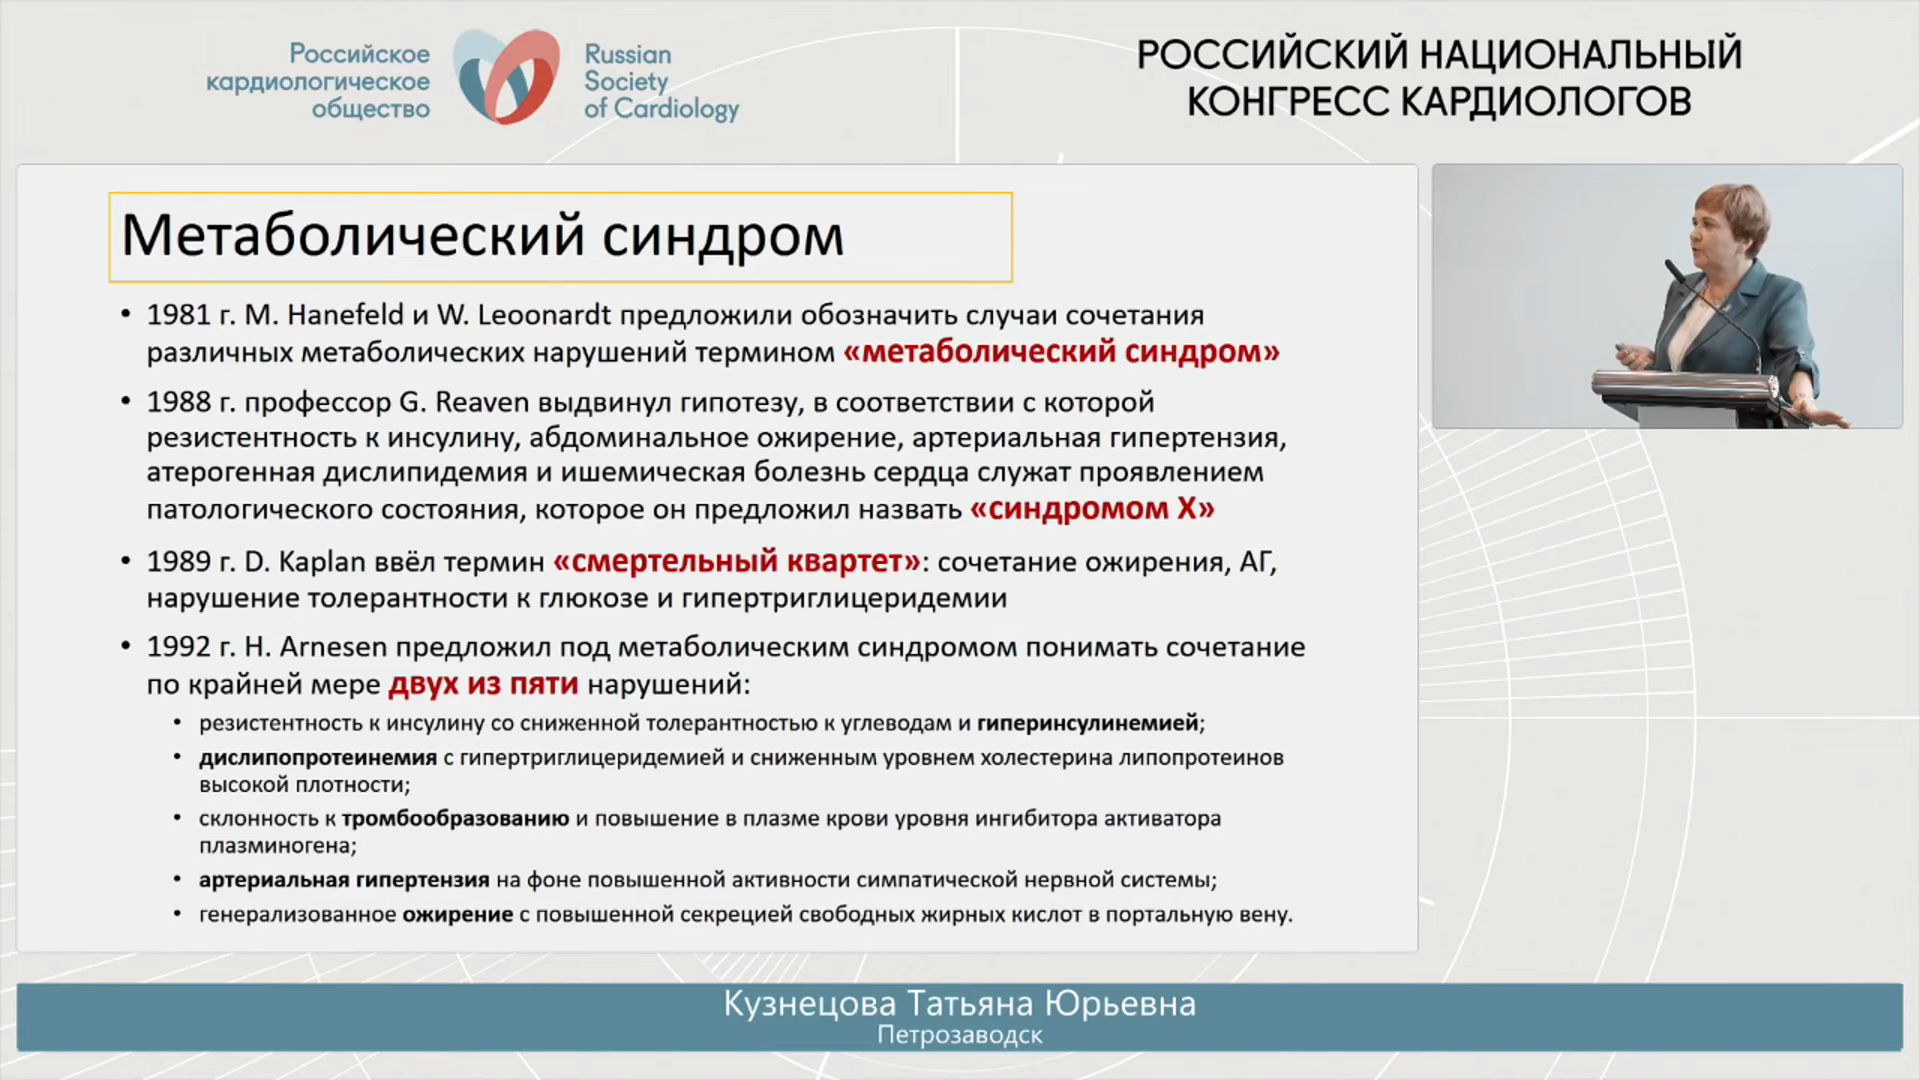 Российское
кардиологическое
общество
Russian
Society
of Cardiology
РОССИЙСКИЙ НАЦИОНАЛЬНЫЙ
КОНГРЕСС КАРДИОЛОГОВ
Метаболический синдром
• 1981 г. M. Hanefeld и W. Leoonardt предложили обозначить случаи сочетания
различных метаболических нарушений термином «метаболический синдром»
• 1988 г. профессор G. Reaven выдвинул гипотезу, в соответствии с которой
резистентность к инсулину, абдоминальное ожирение, артериальная гипертензия,
атерогенная дислипидемия и ишемическая болезнь сердца служат проявлением
патологического состояния, которое он предложил назвать «синдромом X»
• 1989 г. D. Kaplan ввёл термин «смертельный квартет»: сочетание ожирения, АГ,
нарушение толерантности к глюкозе и гипертриглицеридемии
• 1992 г. H. Arnesen предложил под метаболическим синдромом понимать сочетание
по крайней мере двух из пяти нарушений:
• резистентность к инсулину со сниженной толерантностью к углеводам и гиперинсулинемией;
• дислипопротеинемия с гипертриглицеридемией и сниженным уровнем холестерина липопротеинов
высокой плотности;
• склонность к тромбообразованию и повышение в плазме крови уровня ингибитора активатора
плазминогена;
• артериальная гипертензия на фоне повышенной активности симпатической нервной системы;
• генерализованное ожирение с повышенной секрецией свободных жирных кислот в портальную вену.
Кузнецова Татьяна Юрьевна
Петрозаводск